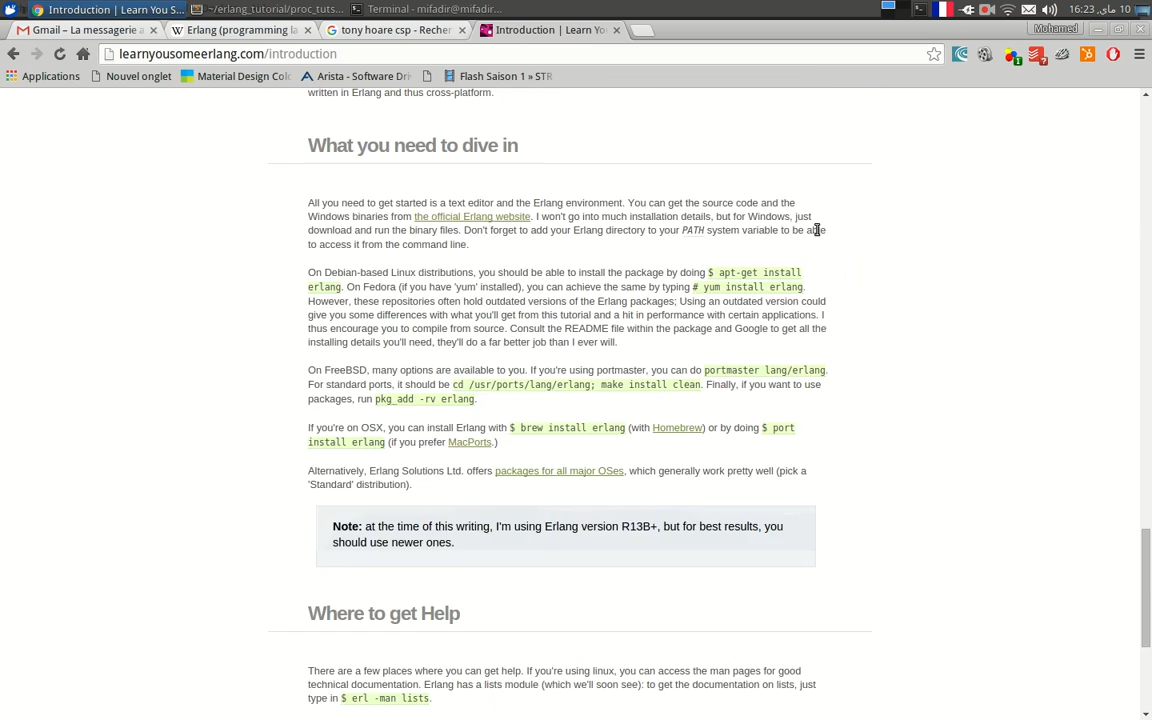 Introduction | Learn You S...
~/erlang_tutorial/proc_tuts...
Terminal - mifadir@mifadir...
10 ماي, 16:23
Gmail – La messagerie a
Erlang (programming la
tony hoare csp - Recher
Introduction | Learn Yo
Mohamed
learnyousomeerlang.com/introduction
Applications
Nouvel onglet
Material Design Colo
Arista - Software Driv
Flash Saison 1 » STR
written in Erlang and thus cross-platform.
What you need to dive in
All you need to get started is a text editor and the Erlang environment. You can get the source code and the
Windows binaries from the official Erlang website. I won't go into much installation details, but for Windows, just
download and run the binary files. Don't forget to add your Erlang directory to your PATH system variable to be able
to access it from the command line.
On Debian-based Linux distributions, you should be able to install the package by doing $ apt-get install
erlang. On Fedora (if you have 'yum' installed), you can achieve the same by typing # yum install erlang.
However, these repositories often hold outdated versions of the Erlang packages; Using an outdated version could
give you some differences with what you'll get from this tutorial and a hit in performance with certain applications. I
thus encourage you to compile from source. Consult the README file within the package and Google to get all the
installing details you'll need, they'll do a far better job than I ever will.
On FreeBSD, many options are available to you. If you're using portmaster, you can do portmaster lang/erlang.
For standard ports, it should be cd /usr/ports/lang/erlang; make install clean. Finally, if you want to use
packages, run pkg_add -rv erlang.
If you're on OSX, you can install Erlang with $ brew install erlang (with Homebrew) or by doing $ port
install erlang (if you prefer MacPorts.)
Alternatively, Erlang Solutions Ltd. offers packages for all major OSes, which generally work pretty well (pick a
'Standard' distribution).
Note: at the time of this writing, I'm using Erlang version R13B+, but for best results, you
should use newer ones.
Where to get Help
There are a few places where you can get help. If you're using linux, you can access the man pages for good
technical documentation. Erlang has a lists module (which we'll soon see): to get the documentation on lists, just
type in $ erl -man lists.